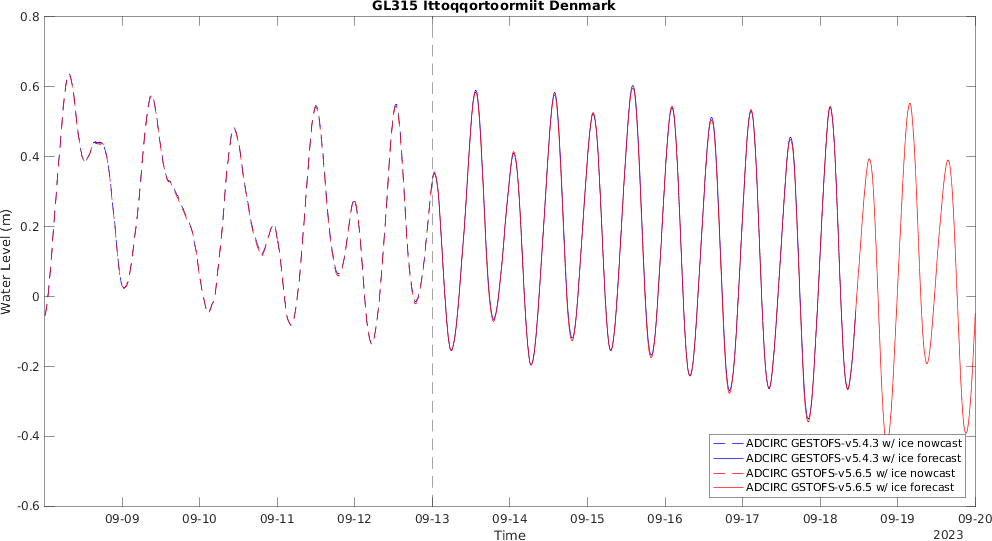 GL315 Ittoqqortoormiit Denmark
0.8
0.6
0.4
0.2
0
-0.2
-0.4
-0.6
Water Level (m)
ADCIRC GESTOFS-v5.4.3 w/ ice nowcast
ADCIRC GESTOFS-v5.4.3 w/ ice forecast
ADCIRC GSTOFS-v5.6.5 w/ ice nowcast
ADCIRC GSTOFS-v5.6.5 w/ ice forecast
09-09 09-10 09-11 09-12 09-13 09-14 09-15 09-16 09-17 09-18 09-19 09-20
Time
2023